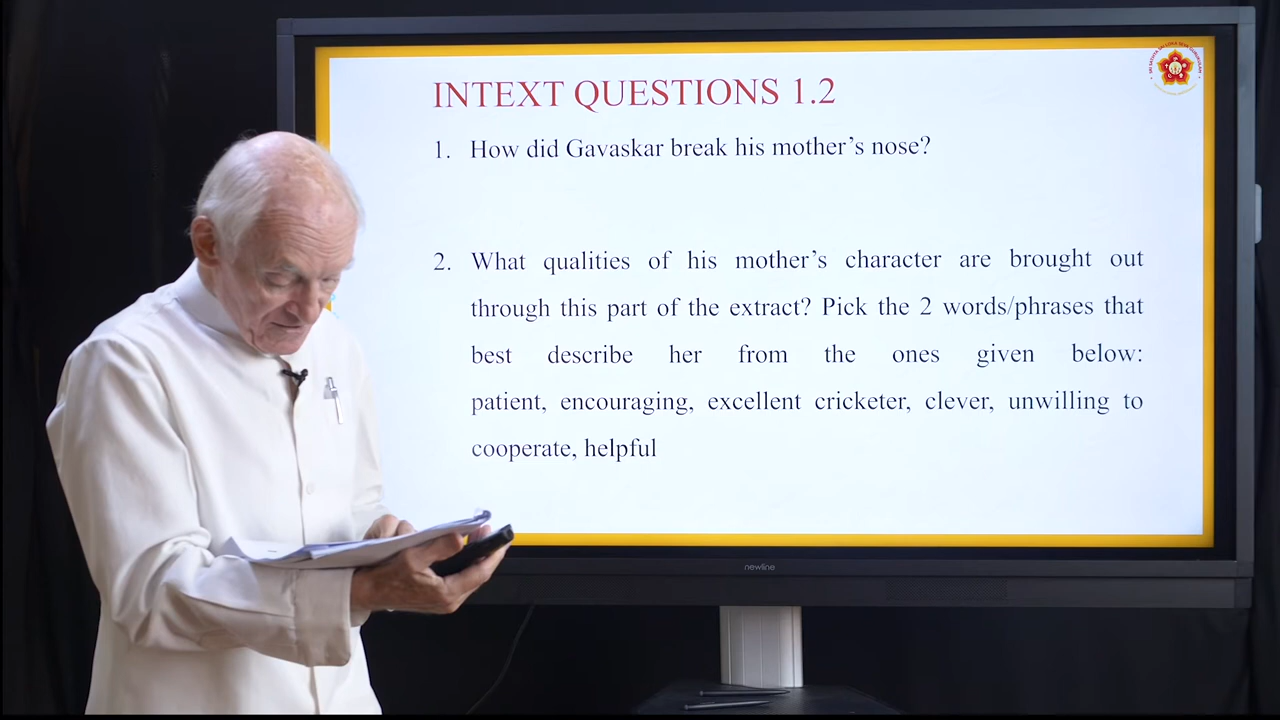 INTEXT QUESTIONS 1.2
1. How did Gavaskar break his mother's nose?
2. What qualities of his mother's character are brought out
through this part of the extract? Pick the 2 words/phrases that
best describe her from the ones given below:
patient, encouraging, excellent cricketer, clever, unwilling to
cooperate, helpful
newline